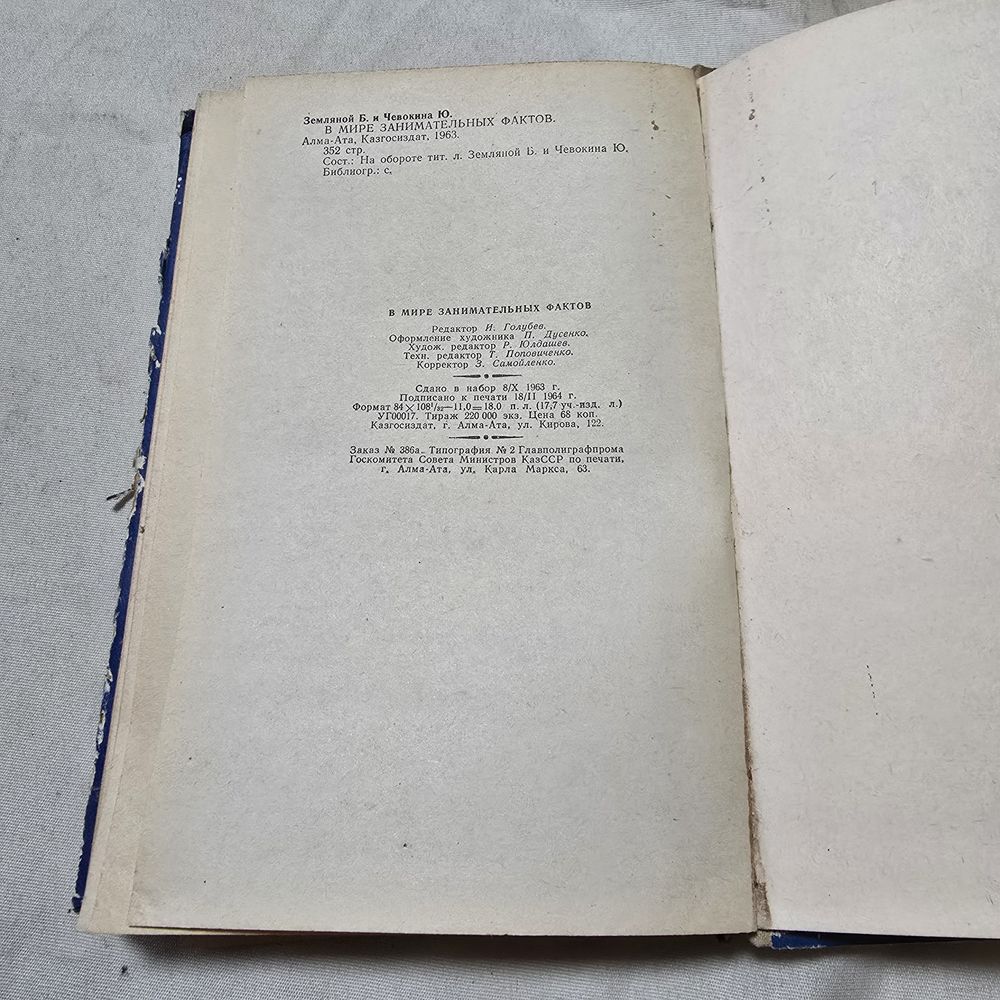 Земляной Б. и Чевокина Ю.
В МИРЕ ЗАНИМАТЕЛЬНЫХ ФАКТОВ.
Алма-Ата, Казгосиздат, 1963.
352 стр.
Сост.: На обороте тит. л. Земляной Б. и Чевокина Ю.
Библиогр.: с.
В МИРЕ ЗАНИМАТЕЛЬНЫХ ФАКТОВ
Редактор И. Голубев.
Оформление художника П. Дусенко.
Худож. редактор Р. Юлдашев.
Техн. редактор Т. Поповиченко.
Корректор З. Самойленко.
Сдано в набор 8/X 1963 г.
Подписано к печати 18/II 1964 г.
Формат 84×108¹/₃₂—11,0=18,0 п. л. (17,7 уч.-изд. л.)
УГ00017. Тираж 220 000 экз. Цена 68 коп.
Казгосиздат, г. Алма-Ата, ул. Кирова, 122.
Заказ № 386а. Типография № 2 Главполиграфпрома
Госкомитета Совета Министров КазССР по печати,
г. Алма-Ата, ул. Карла Маркса, 63.